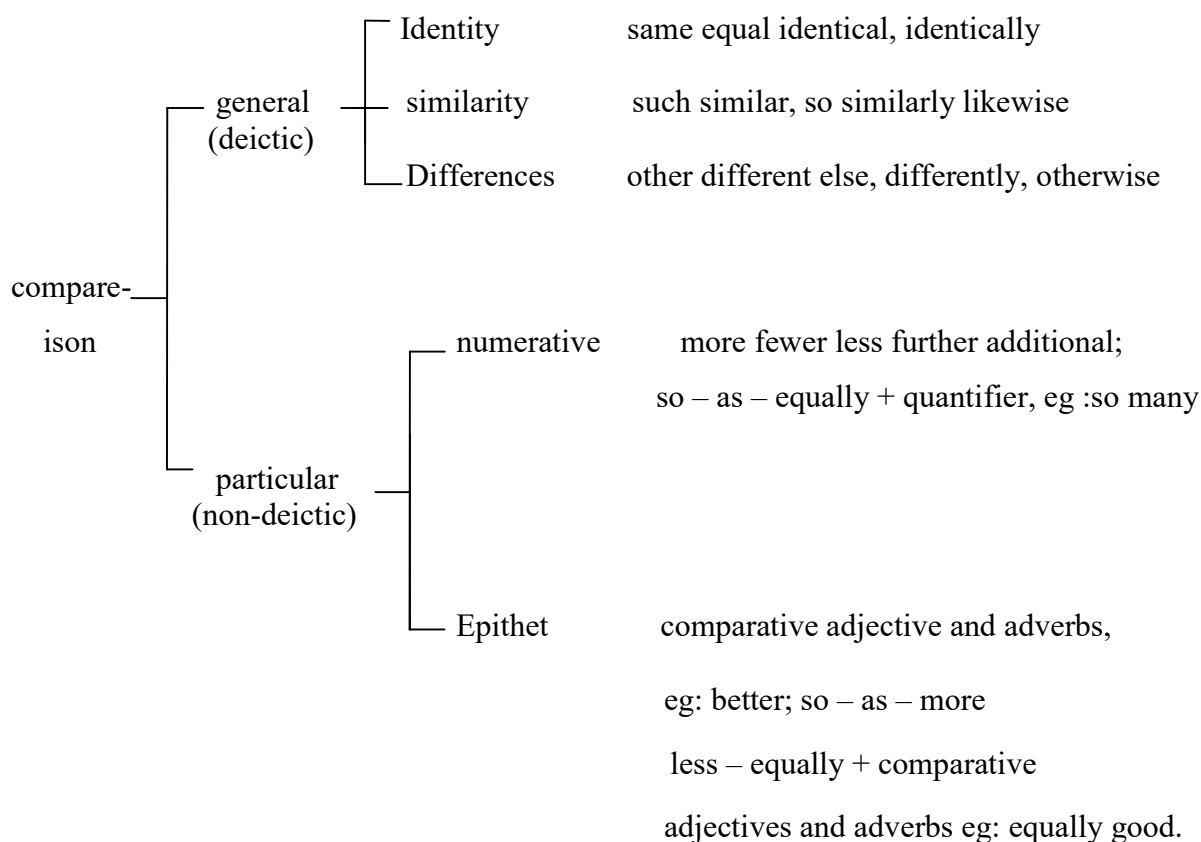 Identity same equal identical, identically
general similarity such similar, so similarly likewise
(deictic)
Differences other different else, differently, otherwise
compare-
ison numerative more fewer less further additional;
so – as – equally + quantifier, eg :so many
particular
(non-deictic)
Epithet comparative adjective and adverbs,
eg: better; so – as – more
less – equally + comparative
adjectives and adverbs eg: equally good.